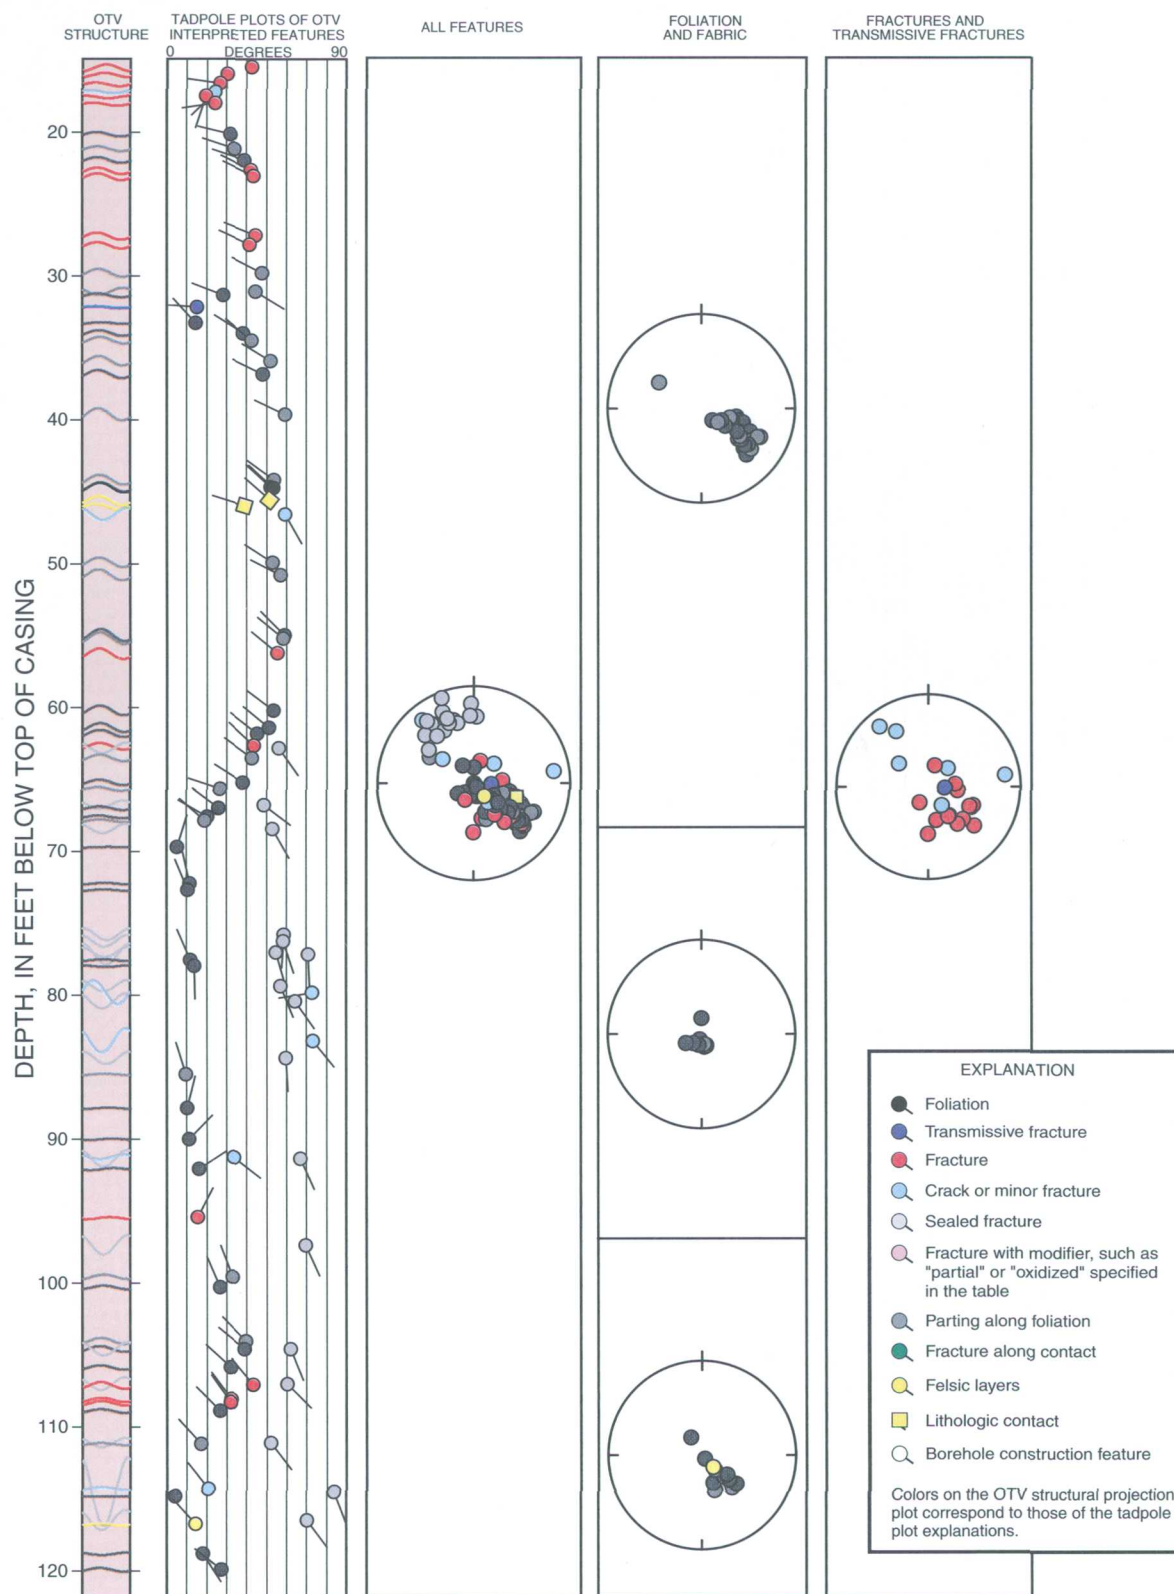 OTV
STRUCTURE
TADPOLE PLOTS OF OTV
INTERPRETED FEATURES
0 DEGREES 90
ALL FEATURES
FOLIATION
AND FABRIC
FRACTURES AND
TRANSMISSIVE FRACTURES
DEPTH, IN FEET BELOW TOP OF CASING
20
30
40
50
60
70
80
90
100
110
120
EXPLANATION
Foliation
Transmissive fracture
Fracture
Crack or minor fracture
Sealed fracture
Fracture with modifier, such as
"partial" or "oxidized" specified
in the table
Parting along foliation
Fracture along contact
Felsic layers
Lithologic contact
Borehole construction feature
Colors on the OTV structural projection
plot correspond to those of the tadpole
plot explanations.